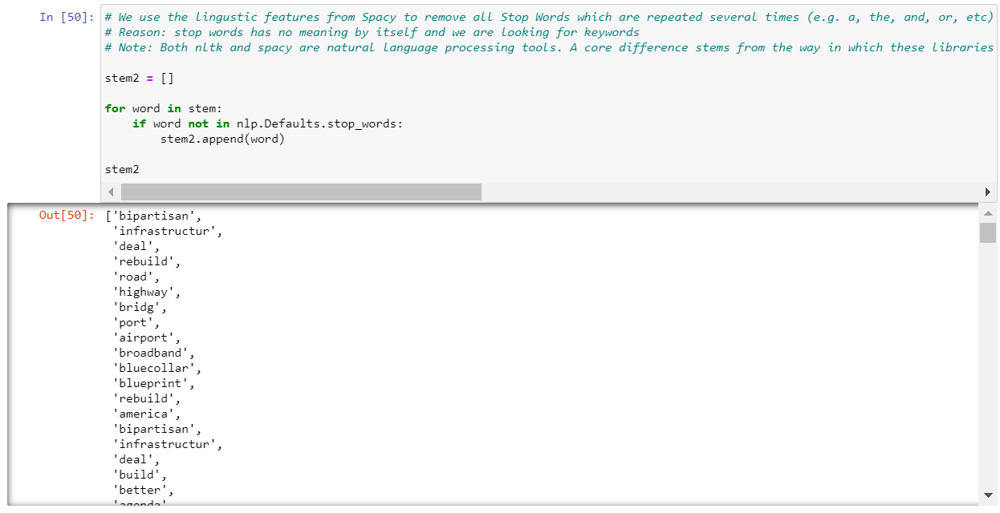 In [50]: # We use the lingustic features from Spacy to remove all Stop Words which are repeated several times (e.g. a, the, and, or, etc)
# Reason: stop words has no meaning by itself and we are looking for keywords
# Note: Both nltk and spacy are natural language processing tools. A core difference stems from the way in which these libraries
stem2 = []
for word in stem:
    if word not in nlp.Defaults.stop_words:
        stem2.append(word)
stem2
Out[50]: ['bipartisan',
'infrastructur',
'deal',
'rebuild',
'road',
'highway',
'bridg',
'port',
'airport',
'broadband',
'bluecollar',
'blueprint',
'rebuild',
'america',
'bipartisan',
'infrastructur',
'deal',
'build',
'better',
'agenda'